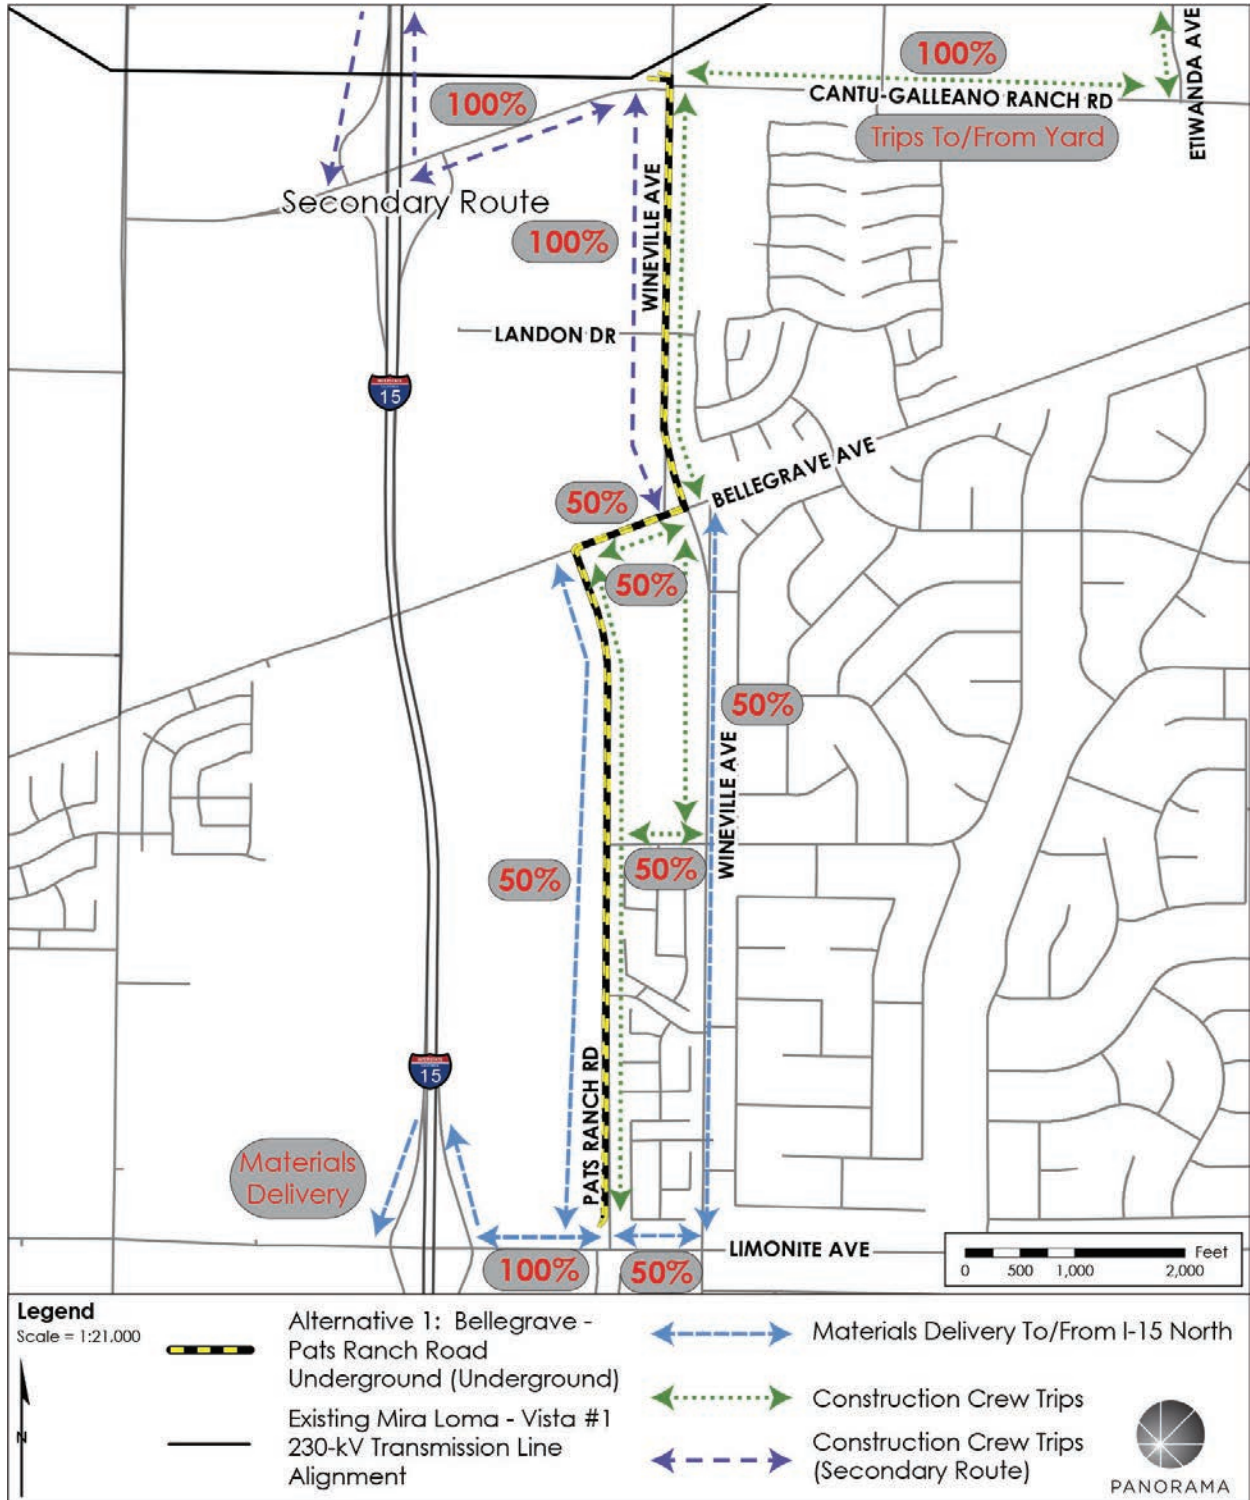 ETIWANDA AVE
100%
CANTU-GALLEANO RANCH RD
Trips To/From Yard
100%
Secondary Route
100%
WINEVILLE AVE
LANDON DR
15
BELLEGRAVE AVE
50%
50%
50%
WINEVILLE AVE
50%
50%
15
PATS RANCH RD
Materials
Delivery
LIMONITE AVE
100%
50%
Feet
0 500 1,000 2,000
Legend
Scale = 1:21,000
N
Alternative 1: Bellegrave -
Pats Ranch Road
Underground (Underground)
Existing Mira Loma - Vista #1
230-kV Transmission Line
Alignment
Materials Delivery To/From I-15 North
Construction Crew Trips
Construction Crew Trips
(Secondary Route)
PANORAMA